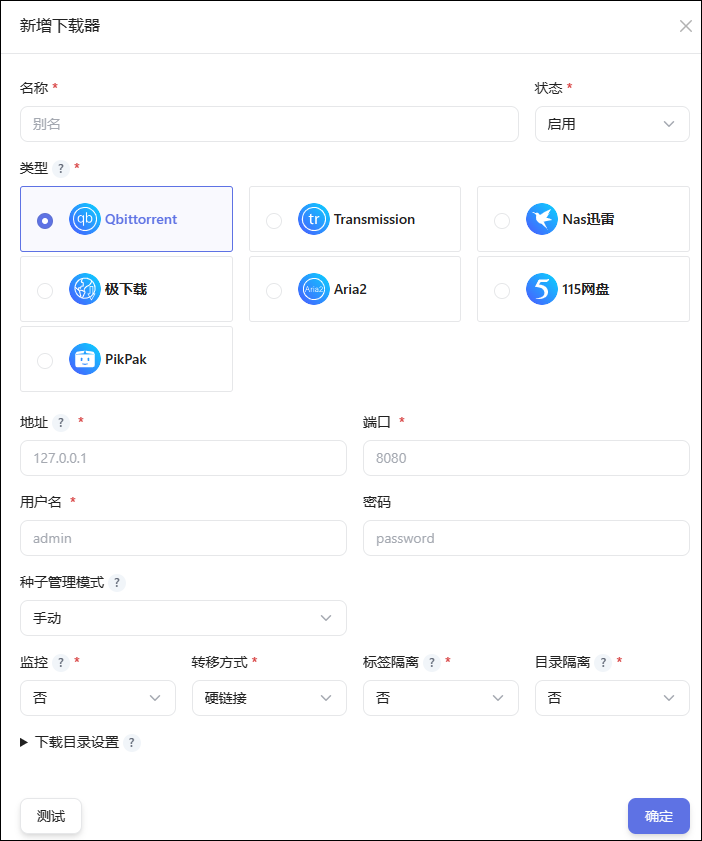 新增下载器
名称 * 状态 *
别名 启用
类型 ? *
qb Qbittorrent tr Transmission Nas迅雷
极下载 Aria2 Aria2 115网盘
PikPak
地址 ? * 端口 *
127.0.0.1 8080
用户名 * 密码
admin password
种子管理模式 ?
手动
监控 ? * 转移方式 * 标签隔离 ? * 目录隔离 ? *
否 硬链接 否 否
下载目录设置 ?
测试 确定